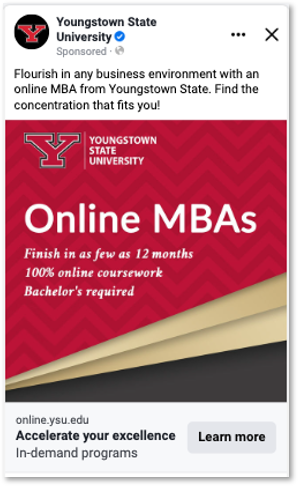 Youngstown State
University
Sponsored ·
Flourish in any business environment with an
online MBA from Youngstown State. Find the
concentration that fits you!
Y
YOUNGSTOWN
STATE
UNIVERSITY
Online MBAs
Finish in as few as 12 months
100% online coursework
Bachelor's required
online.ysu.edu
Accelerate your excellence
In-demand programs
Learn more